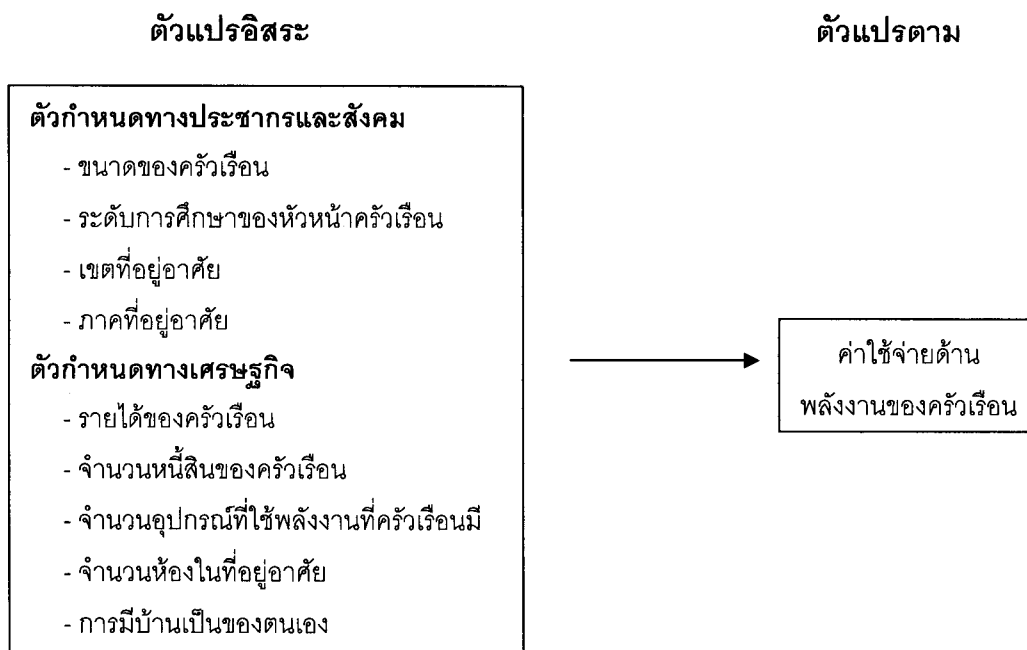 ตัวแปรอิสระ
ตัวแปรตาม
ตัวกำหนดทางประชากรและสังคม
- ขนาดของครัวเรือน
- ระดับการศึกษาของหัวหน้าครัวเรือน
- เขตที่อยู่อาศัย
- ภาคที่อยู่อาศัย
ตัวกำหนดทางเศรษฐกิจ
- รายได้ของครัวเรือน
- จำนวนหนี้สินของครัวเรือน
- จำนวนอุปกรณ์ที่ใช้พลังงานที่ครัวเรือนมี
- จำนวนห้องในที่อยู่อาศัย
- การมีบ้านเป็นของตนเอง
ค่าใช้จ่ายด้าน
พลังงานของครัวเรือน